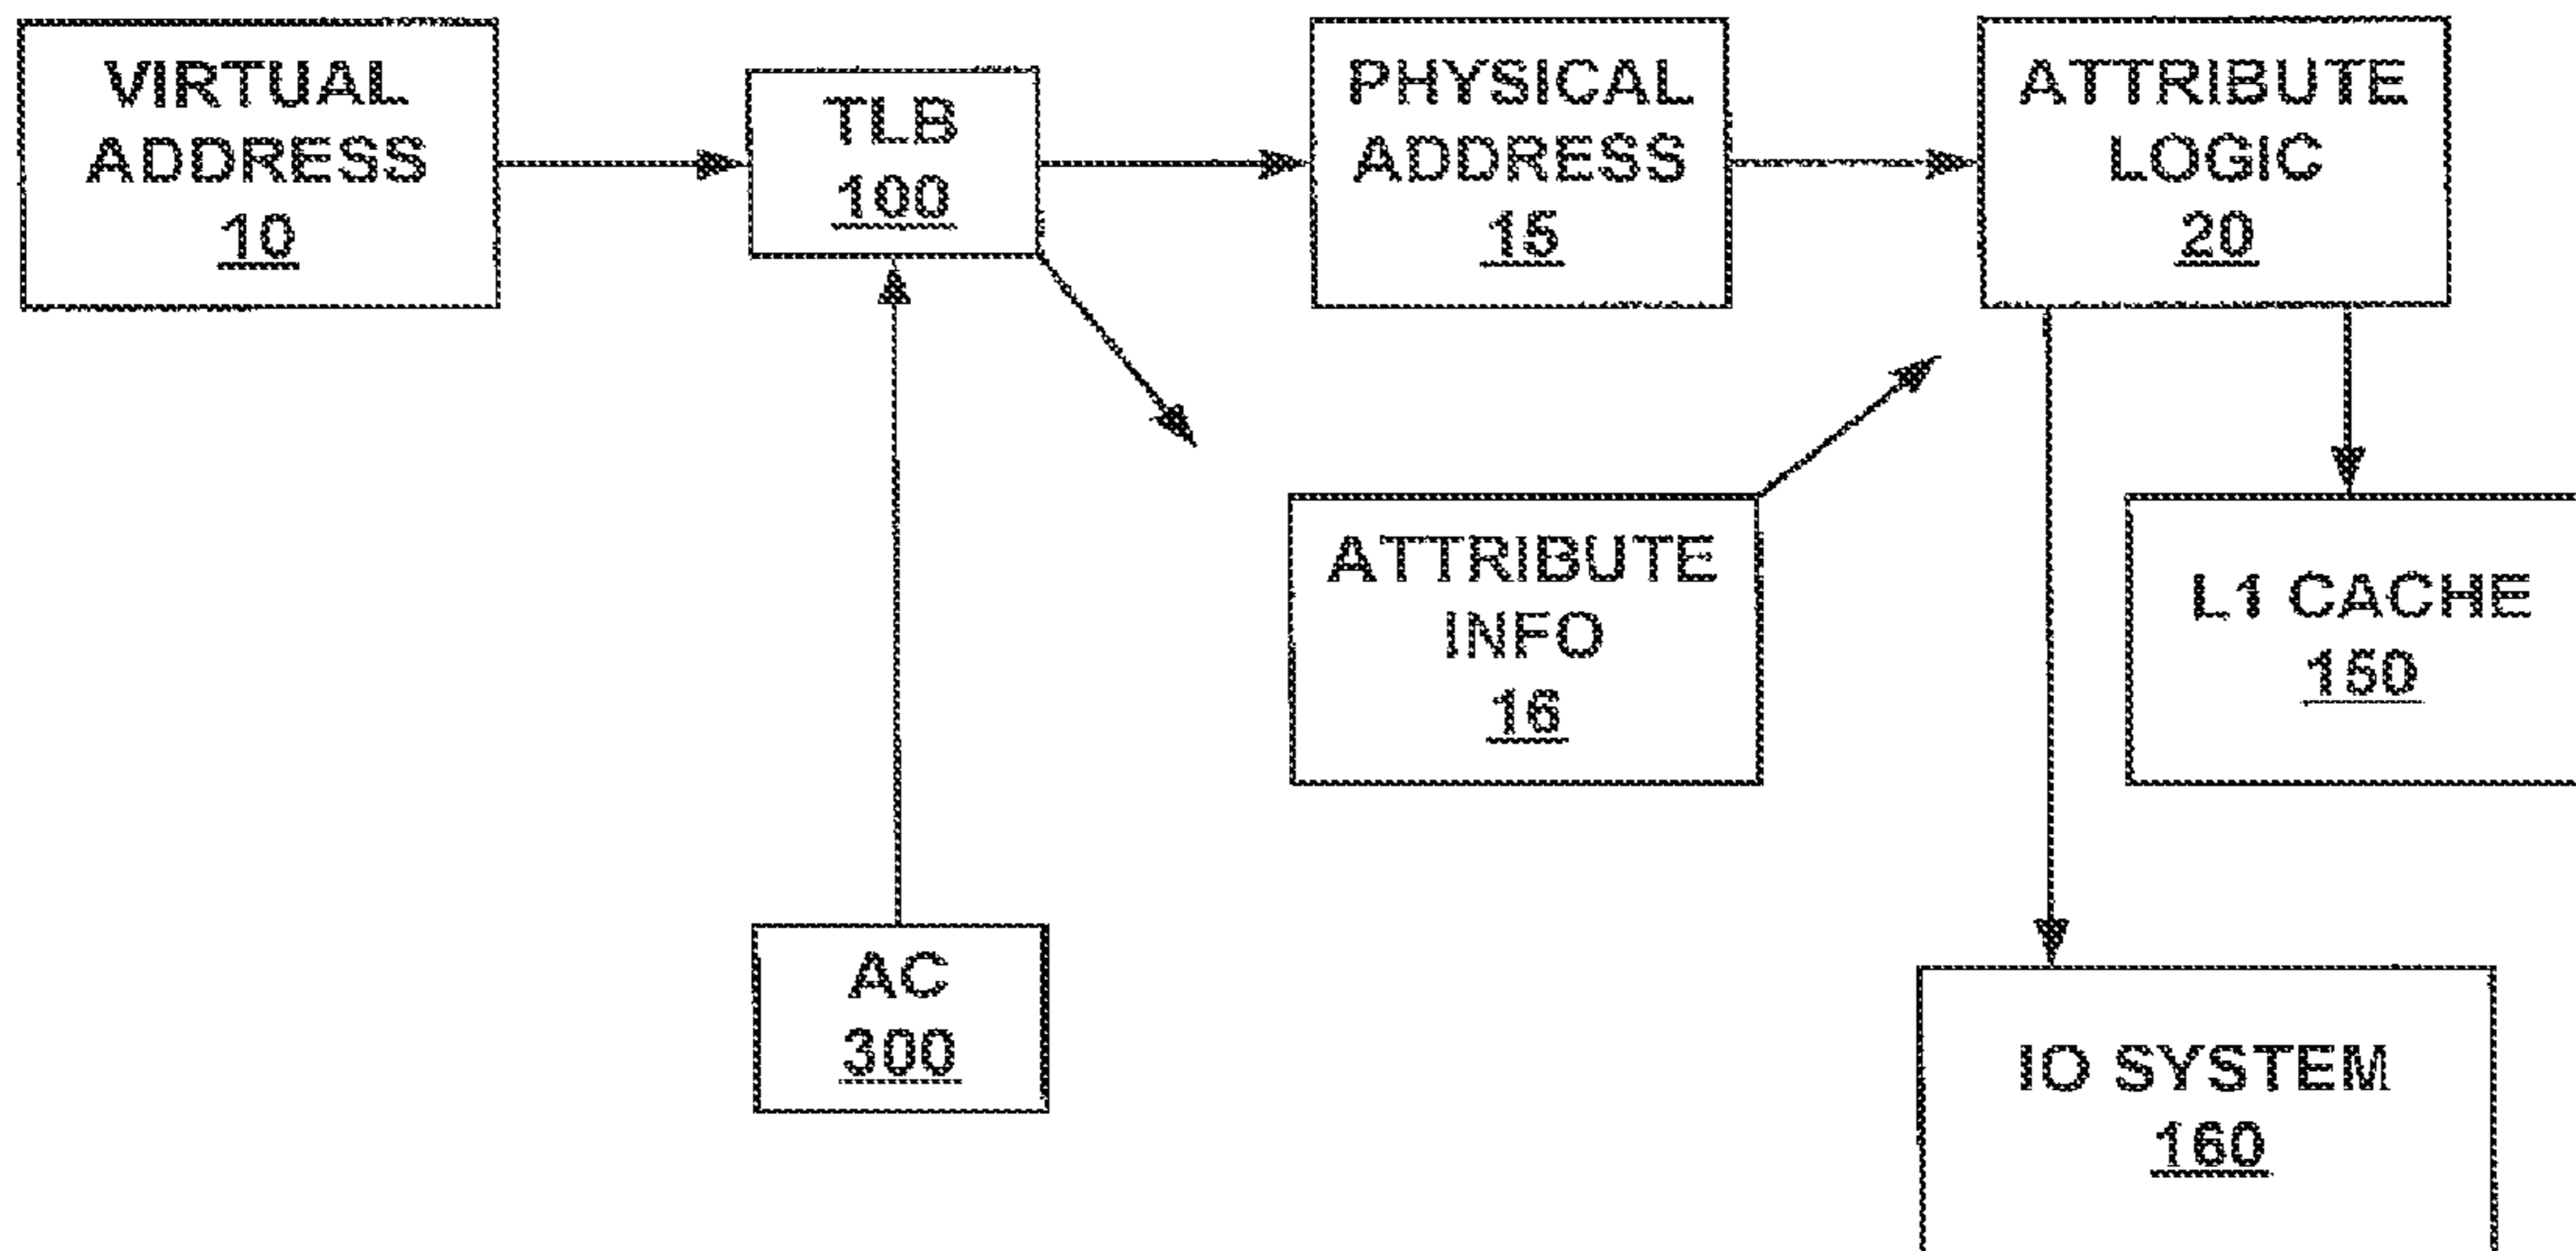 VIRTUAL
ADDRESS
10
TLB
100
PHYSICAL
ADDRESS
15
ATTRIBUTE
LOGIC
20
ATTRIBUTE
INFO
16
L1 CACHE
150
AC
300
IO SYSTEM
160